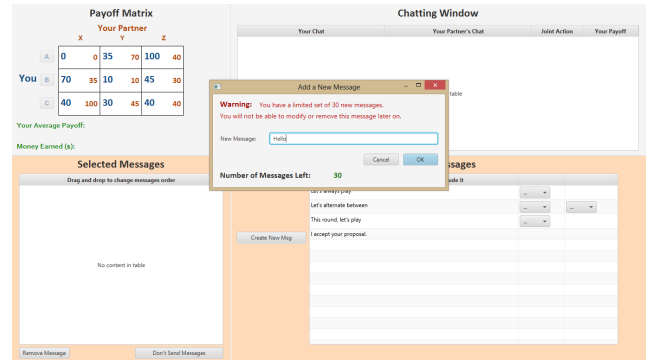 Payoff Matrix
Your Partner
X Y Z
A 0 0 35 70 100 40
You B 70 35 10 10 45 30
C 40 100 30 45 40 40
Your Average Payoff:
Money Earned ($):
Chatting Window
Your Chat Your Partner's Chat Joint Action Your Payoff
table
Add a New Message
Warning: You have a limited set of 30 new messages.
You will not be able to modify or remove this message later on.
New Message: Hello
Cancel OK
Number of Messages Left: 30
Selected Messages
Drag and drop to change messages order
No content in table
Remove Message Don't Send Messages
ssages
ude It
Let's always play ...
Let's alternate between ... ...
This round, let's play ...
Create New Msg
I accept your proposal.